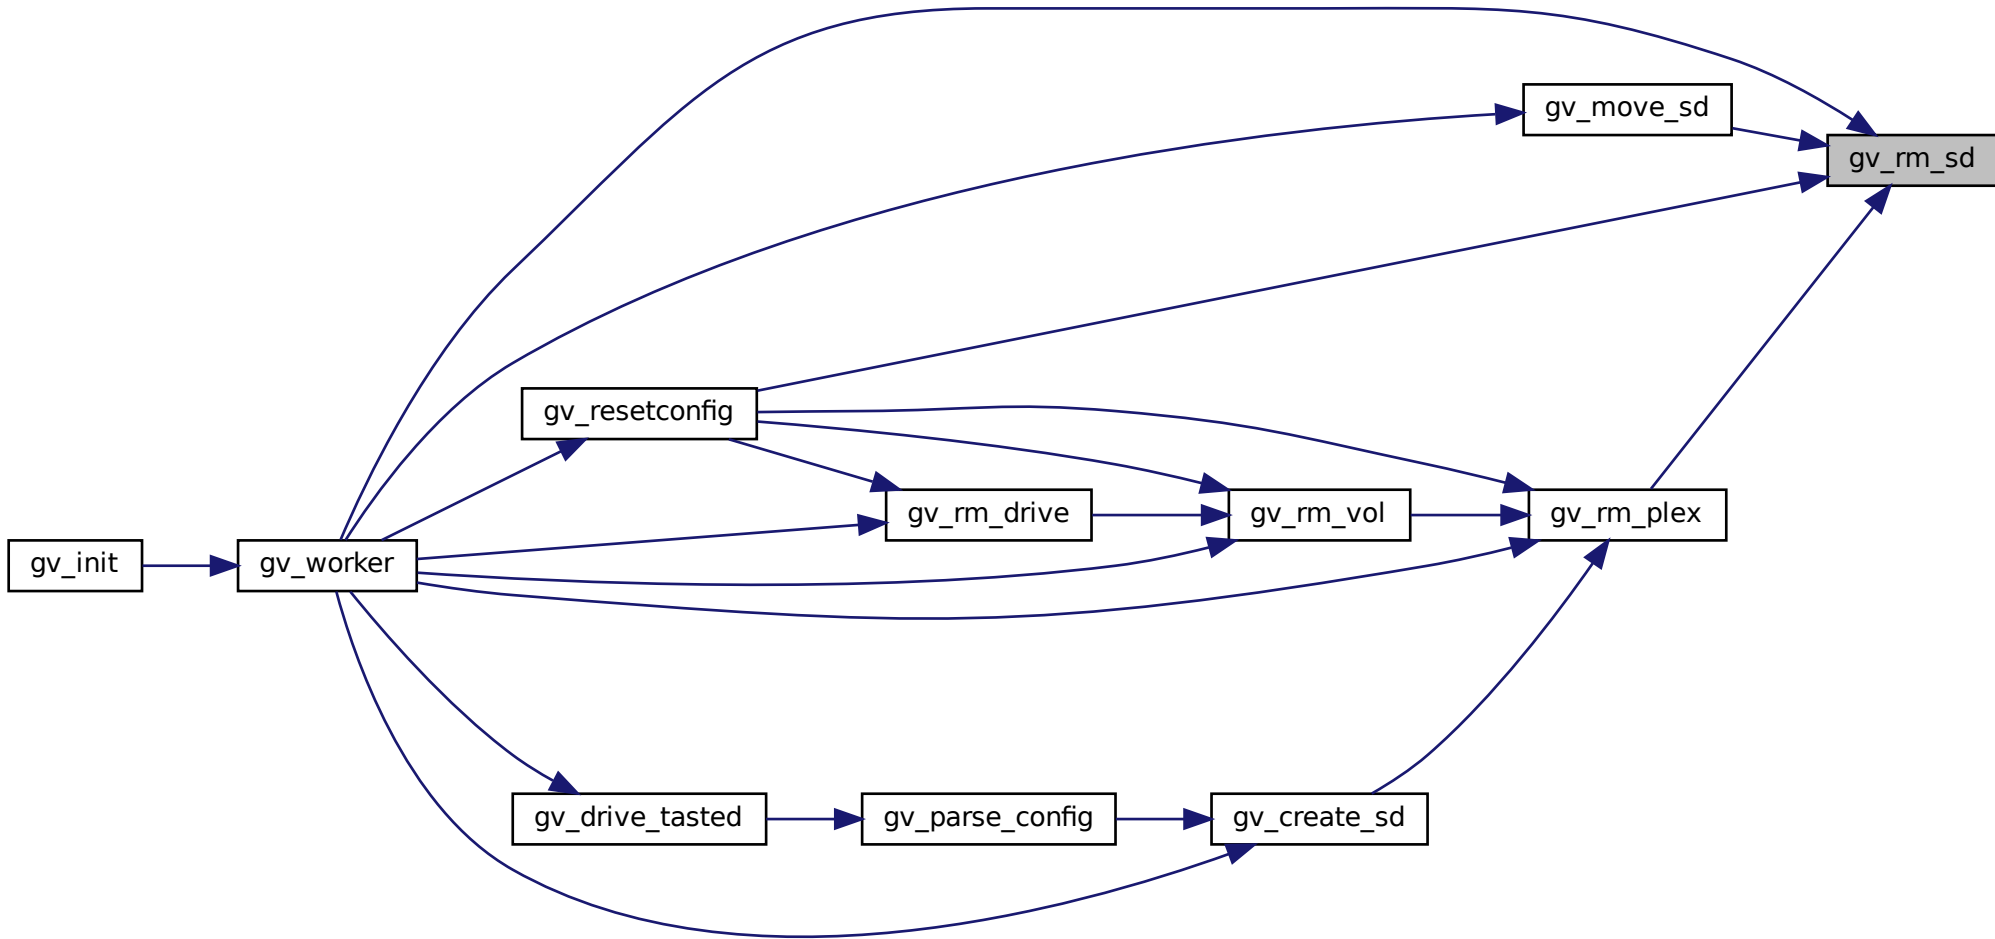 gv_move_sd
gv_rm_sd
gv_resetconfig
gv_rm_drive
gv_rm_vol
gv_rm_plex
gv_init
gv_worker
gv_drive_tasted
gv_parse_config
gv_create_sd